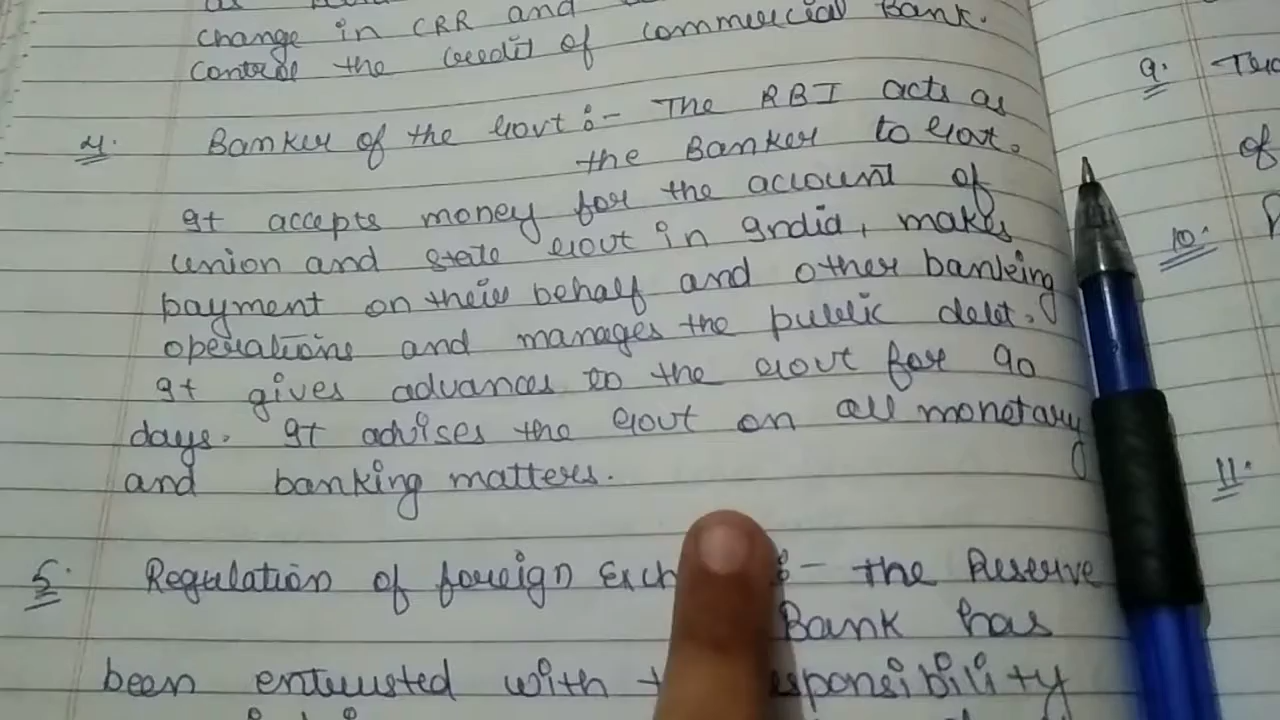 change in CRR and
control the credit of commercial Bank.
4. Banker of the Govt :- The RBI acts as
the Banker to Govt.
It accepts money for the account of
union and state Govt in India, makes
payment on their behalf and other banking
operations and manages the public debt.
It gives advances to the Govt for 90
days. It advises the Govt on all monetary
and banking matters.
5. Regulation of foreign Exch :- the Reserve
Bank has
been entrusted with
9.
of
10.
11.